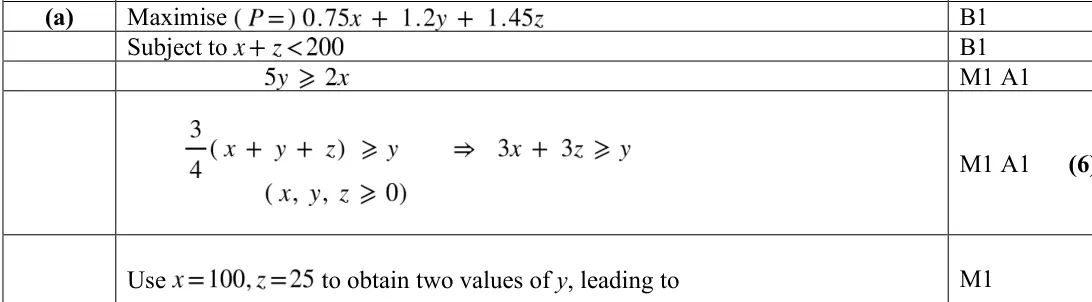 (a) Maximise ( P = ) 0.75x + 1.2y + 1.45z B1
Subject to x + z < 200 B1
5y ⩾ 2x M1 A1
3/4 ( x + y + z ) ⩾ y ⇒ 3x + 3z ⩾ y M1 A1 (6)
( x, y, z ⩾ 0)
Use x = 100, z = 25 to obtain two values of y, leading to M1